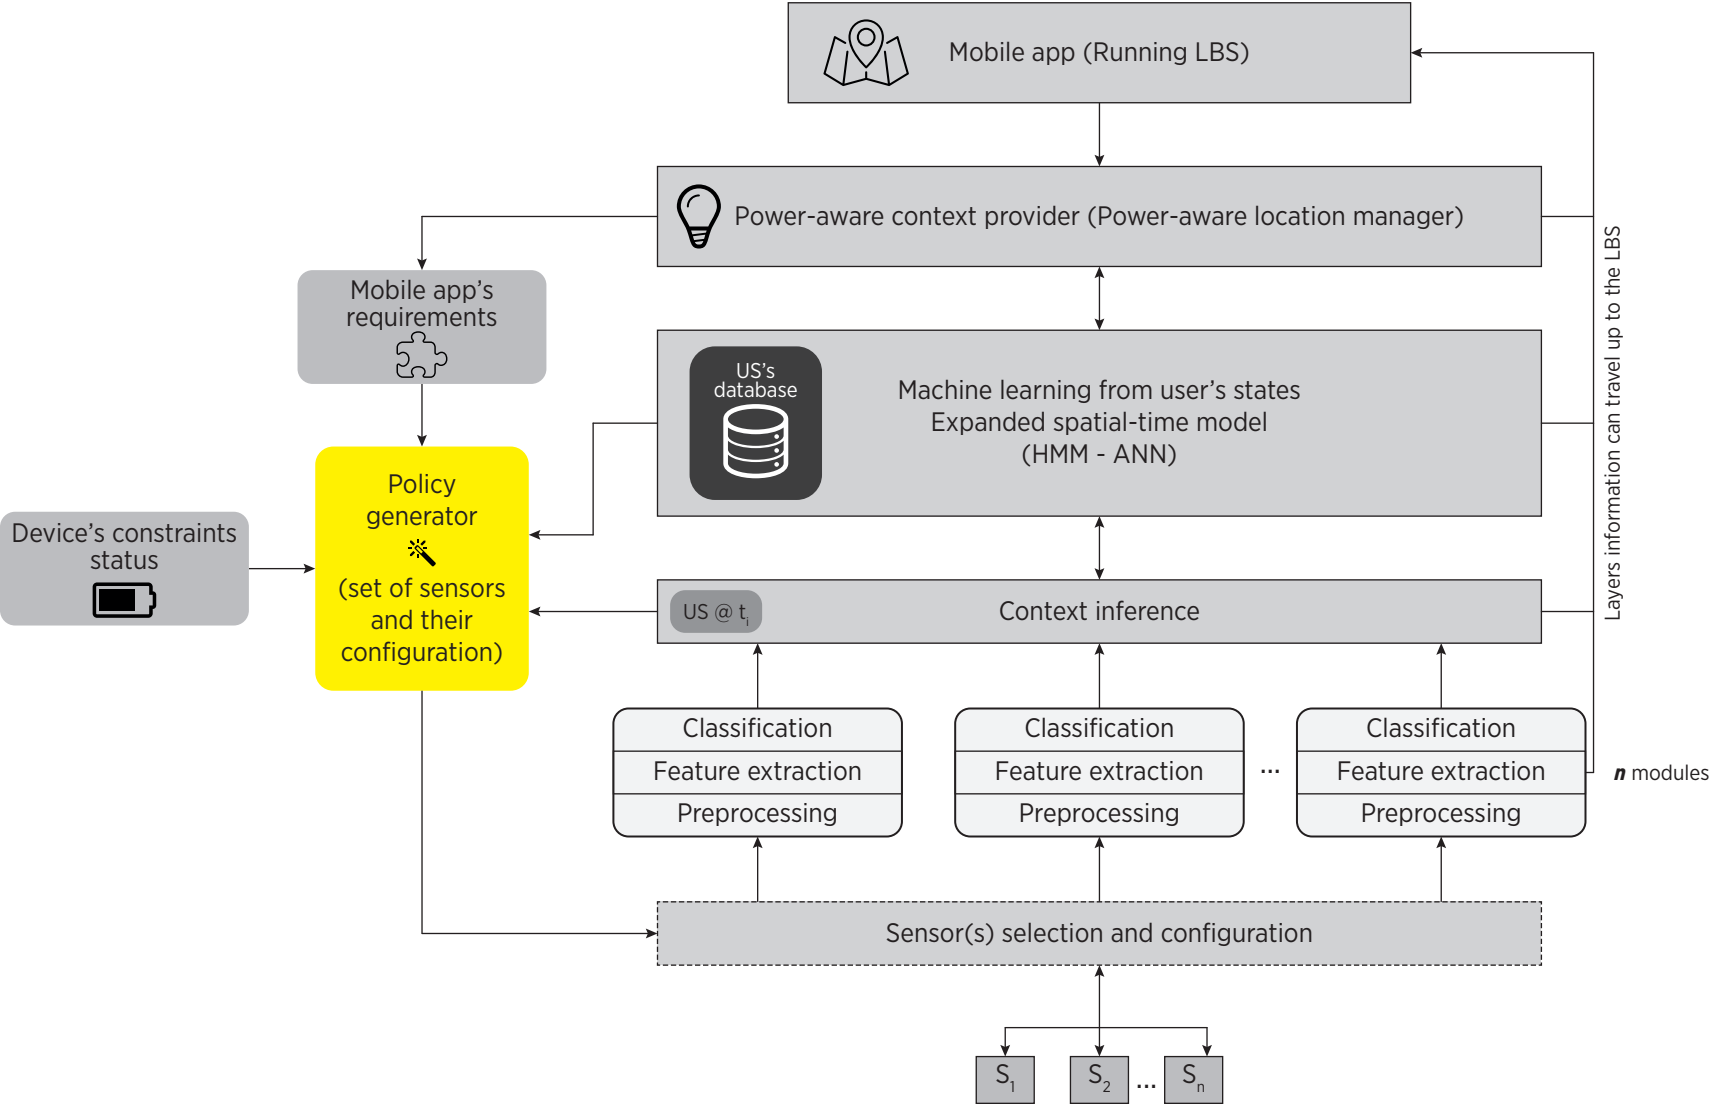 Mobile app (Running LBS)
Power-aware context provider (Power-aware location manager)
Mobile app's
requirements
US's
database
Machine learning from user's states
Expanded spatial-time model
(HMM - ANN)
Layers information can travel up to the LBS
Policy
generator
(set of sensors
and their
configuration)
Device's constraints
status
US @ ti
Context inference
Classification
Feature extraction
Preprocessing
Classification
Feature extraction
Preprocessing
...
Classification
Feature extraction
Preprocessing
n modules
Sensor(s) selection and configuration
S1
S2
...
Sn